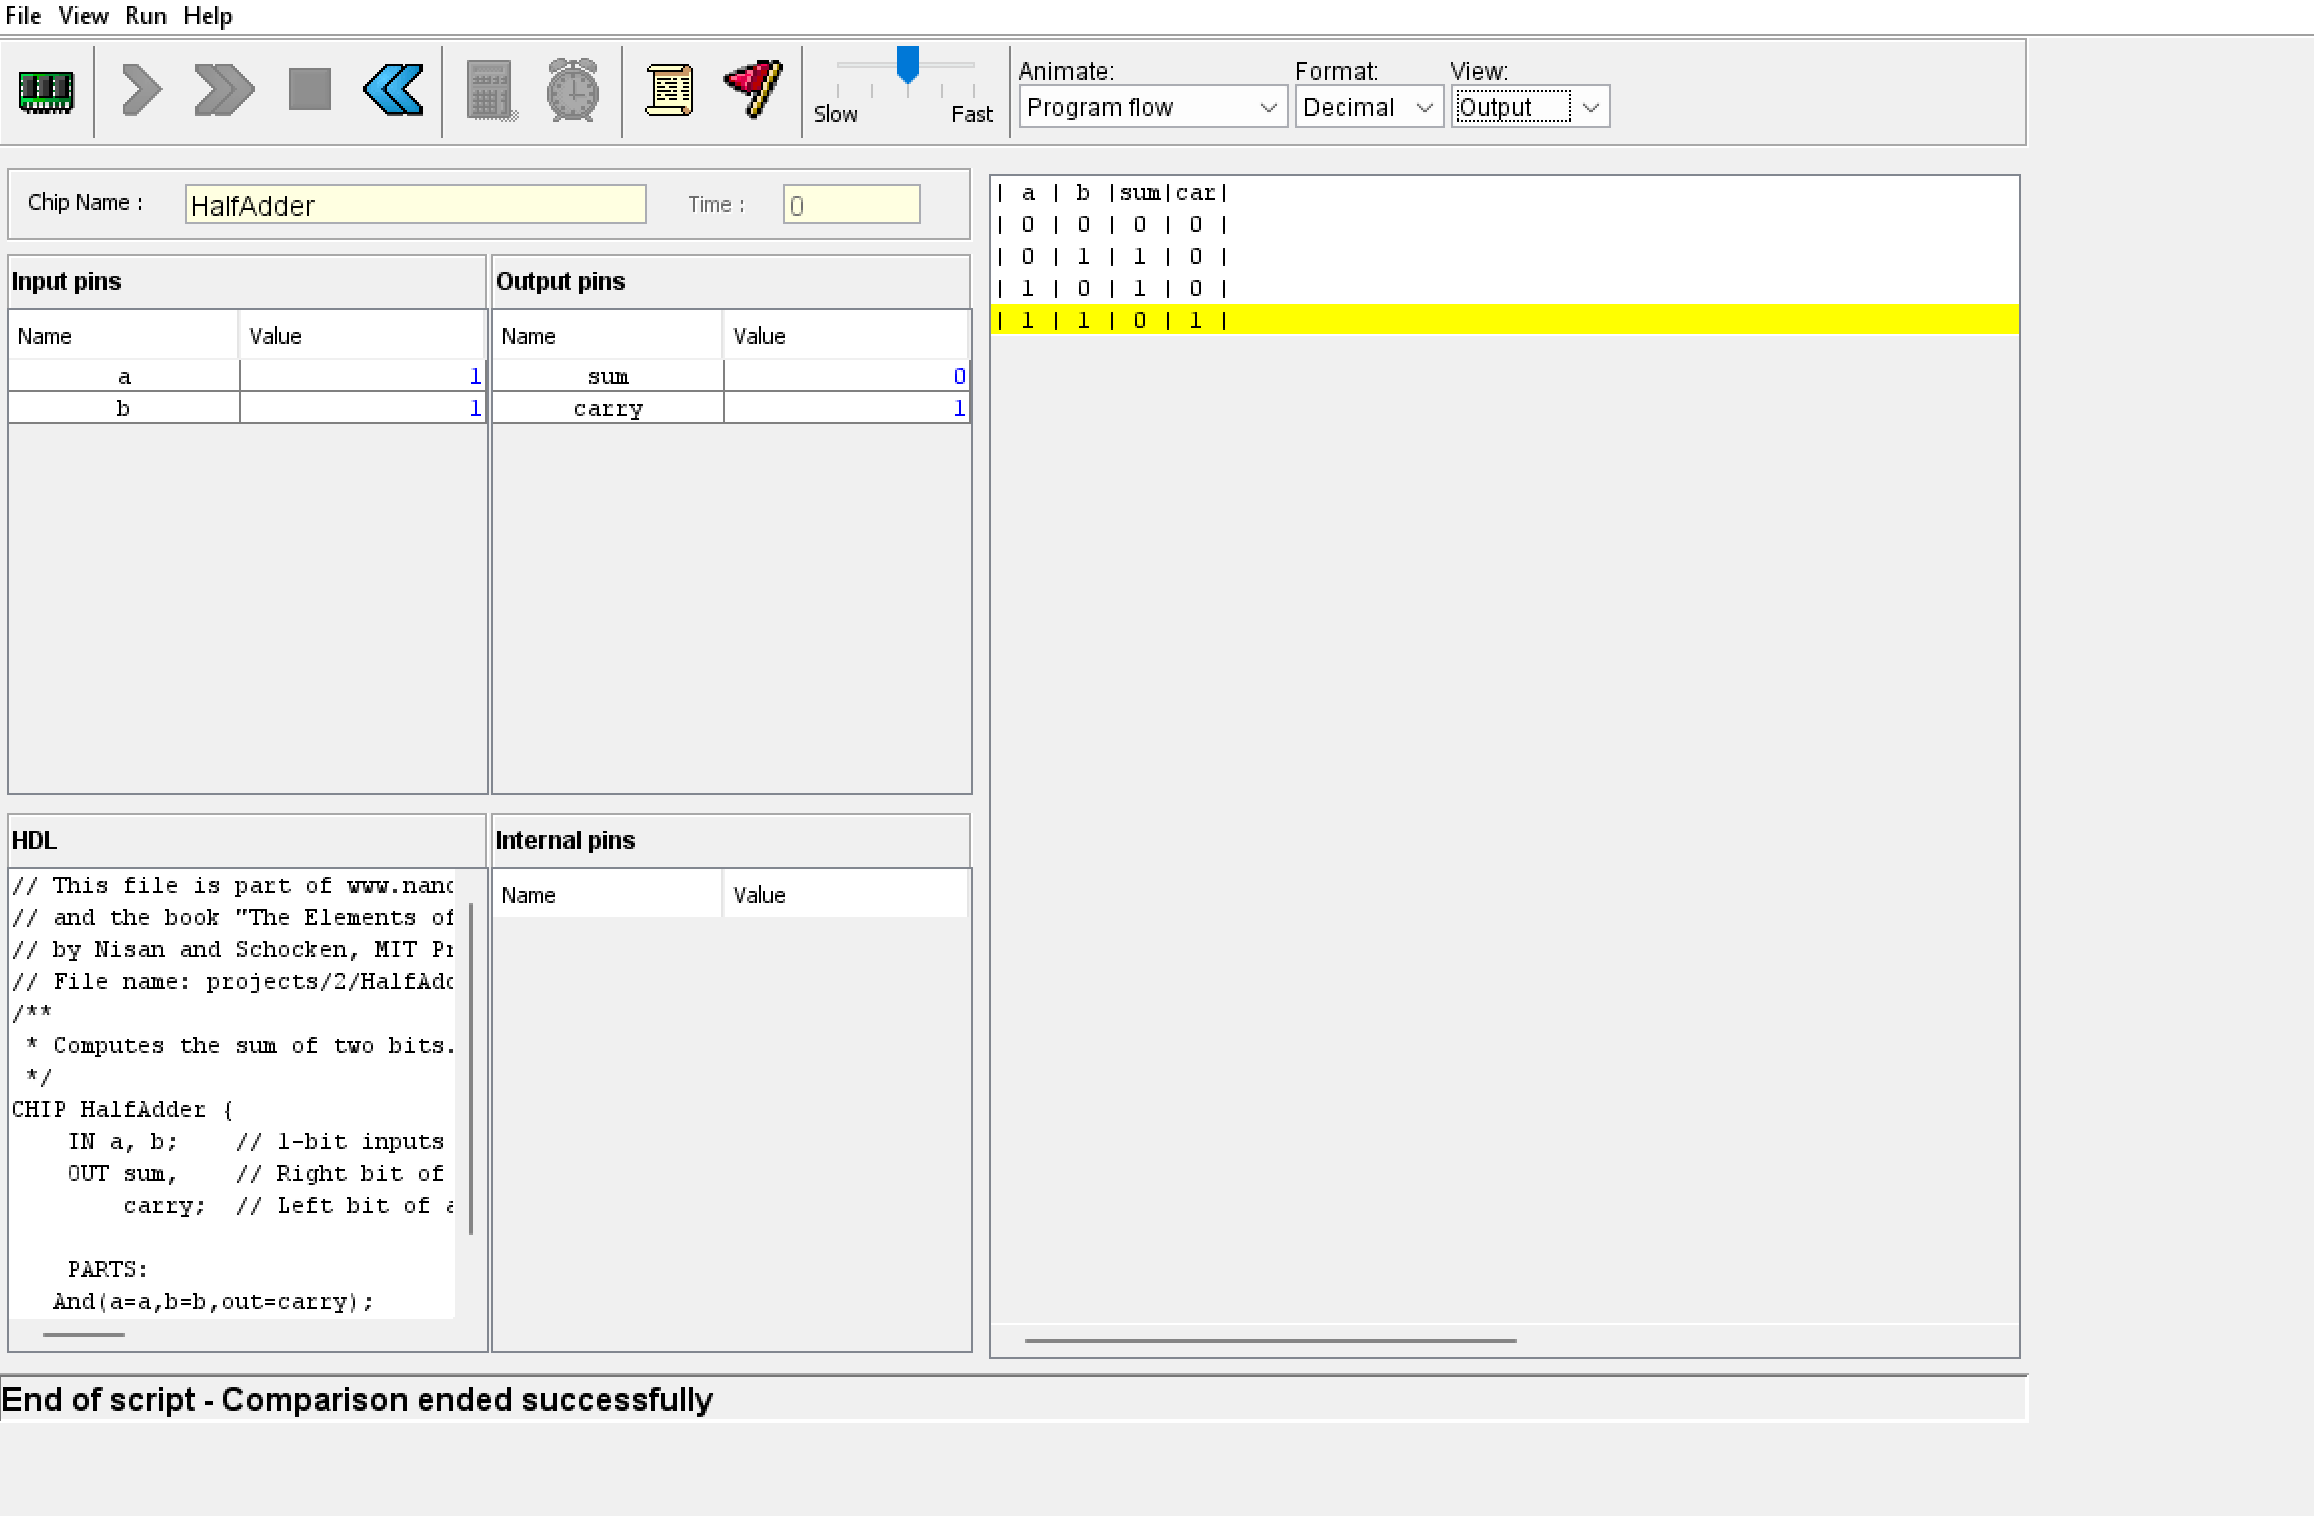 File View Run Help
Animate: Format: View:
Slow Fast Program flow Decimal Output
Chip Name : HalfAdder Time : 0
Input pins Output pins
Name Value Name Value
a 1 sum 0
b 1 carry 1
HDL Internal pins
Name Value
// This file is part of www.nand
// and the book "The Elements of
// by Nisan and Schocken, MIT Pr
// File name: projects/2/HalfAdd
/**
* Computes the sum of two bits.
*/
CHIP HalfAdder {
IN a, b; // 1-bit inputs
OUT sum, // Right bit of
carry; // Left bit of a
PARTS:
And(a=a,b=b,out=carry);
| a | b |sum|car|
| 0 | 0 | 0 | 0 |
| 0 | 1 | 1 | 0 |
| 1 | 0 | 1 | 0 |
| 1 | 1 | 0 | 1 |
End of script - Comparison ended successfully